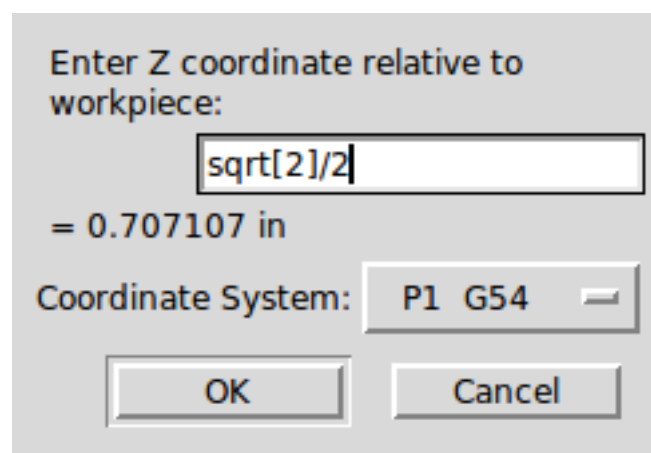 Enter Z coordinate relative to
workpiece:
sqrt[2]/2
= 0.707107 in
Coordinate System: P1 G54
OK Cancel